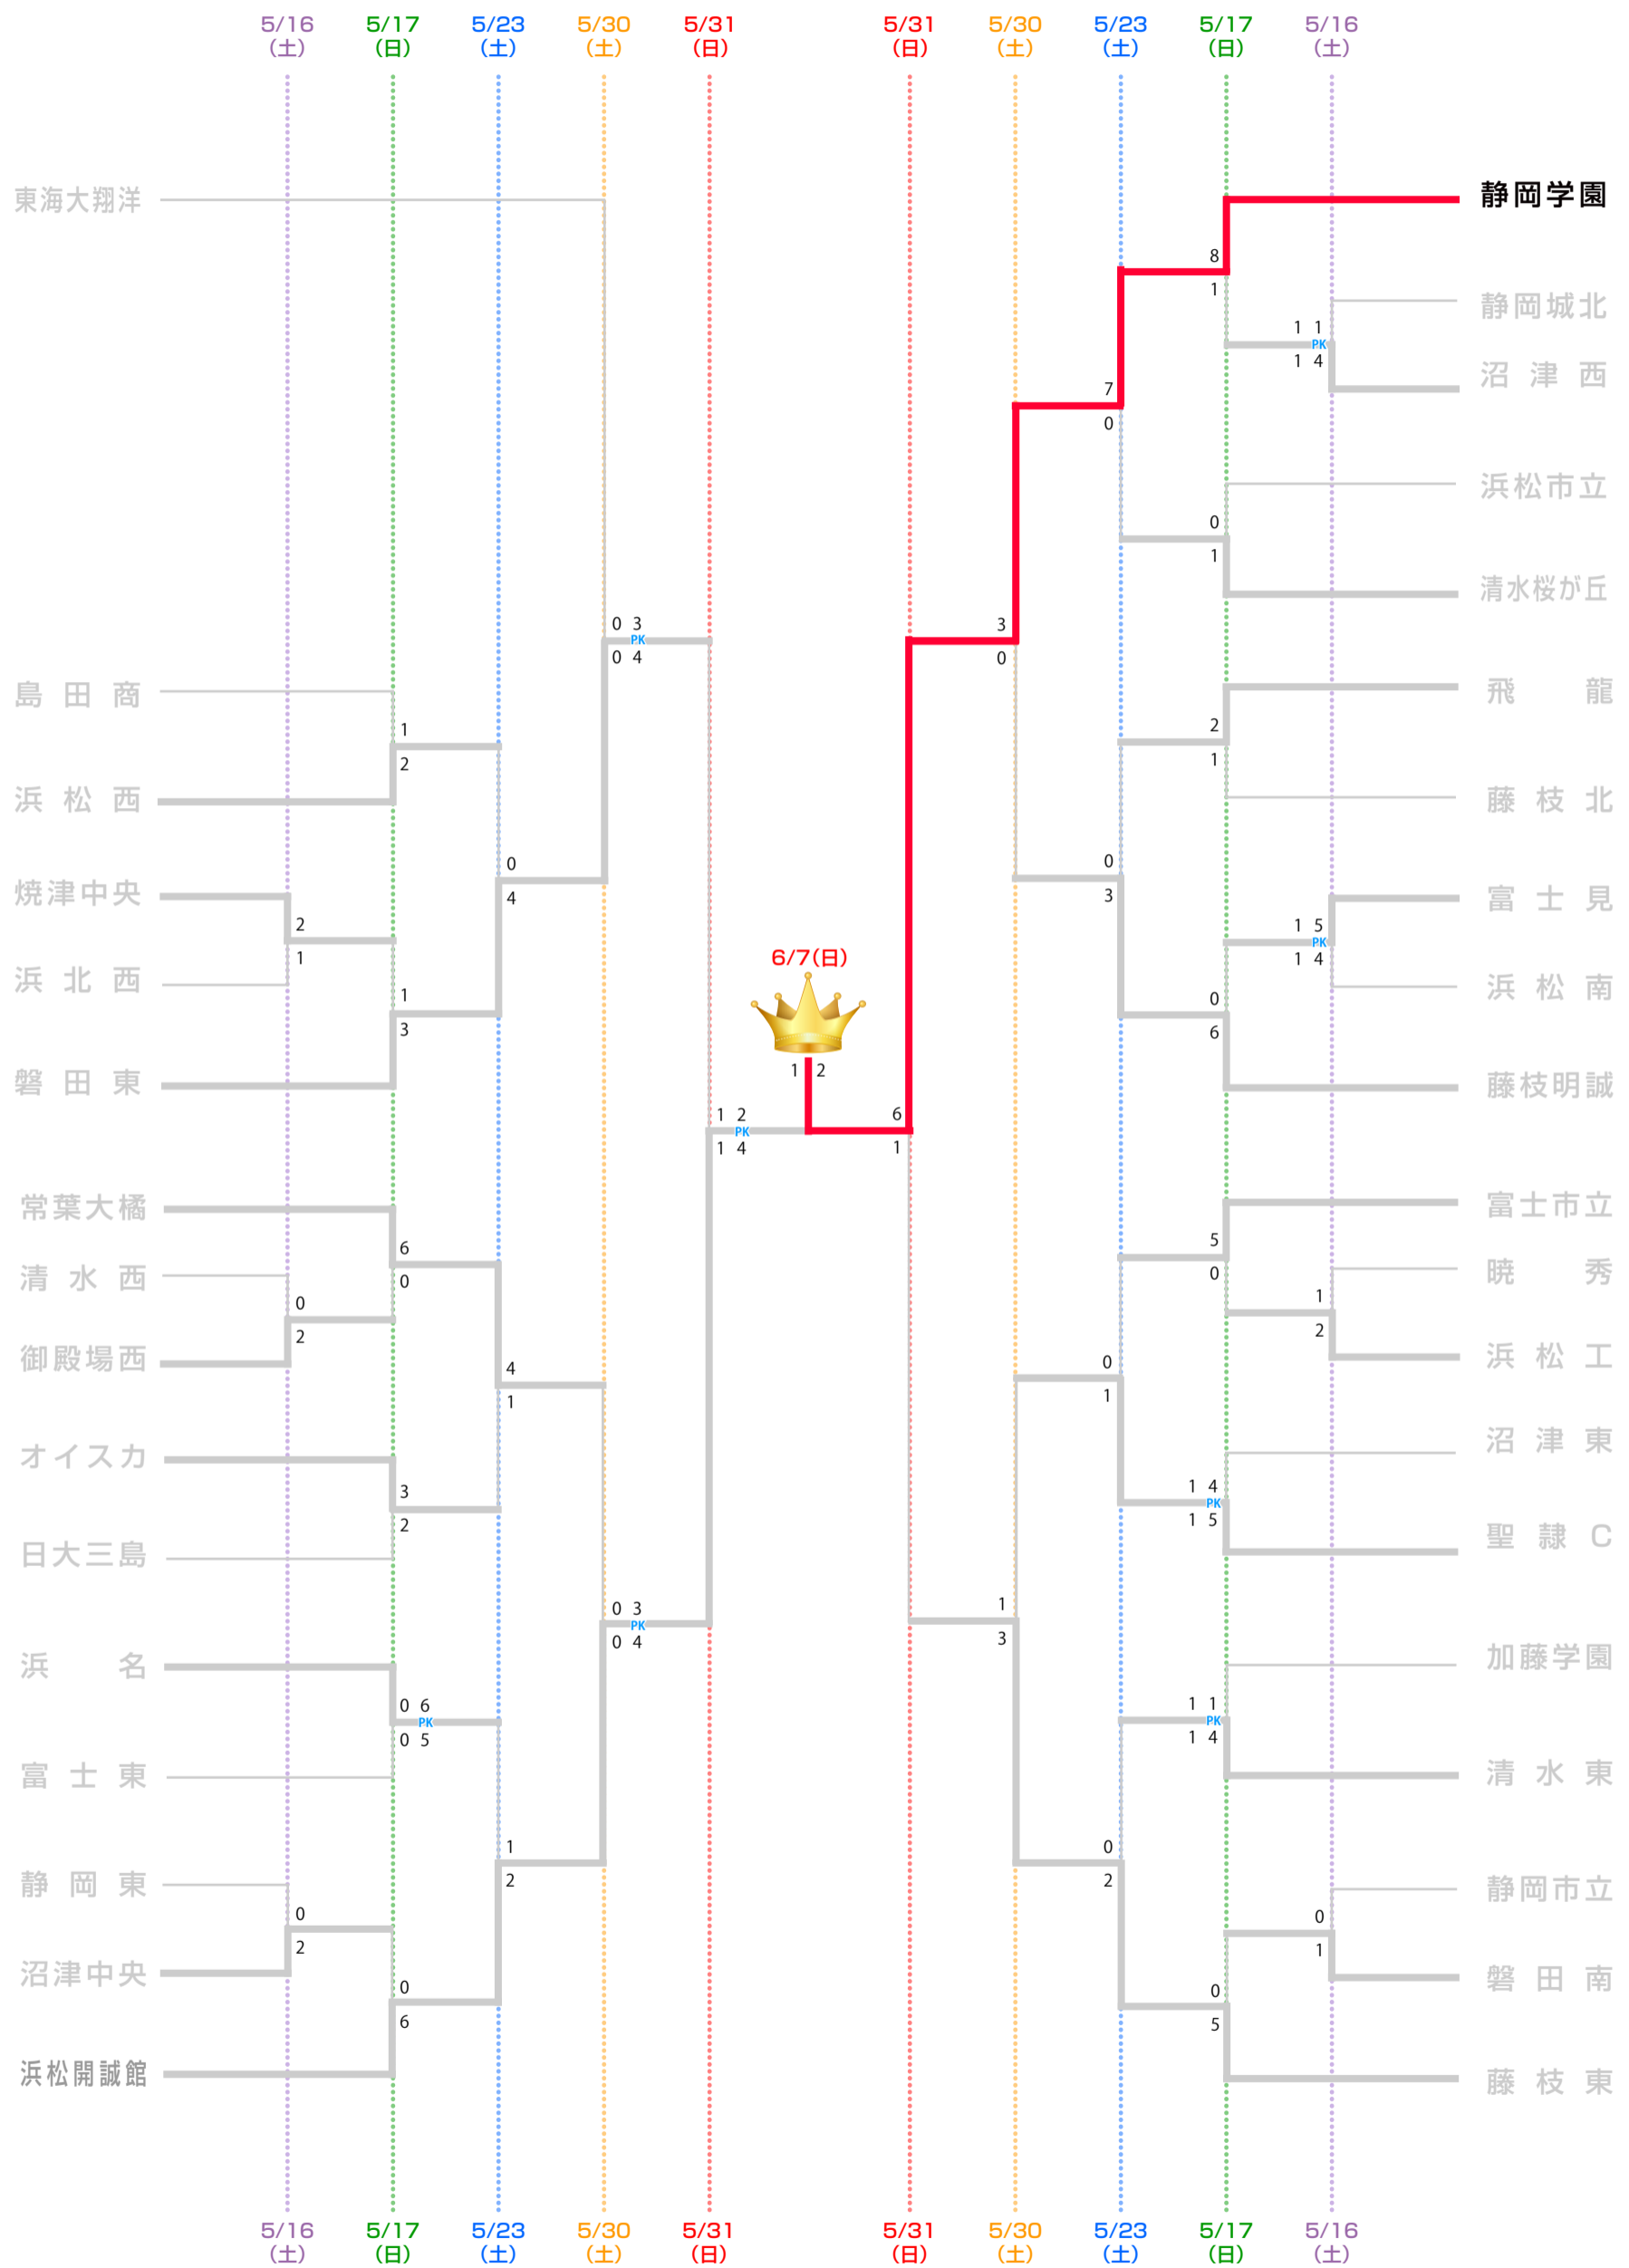 5/16 5/17 5/23 5/30 5/31 5/31 5/30 5/23 5/17 5/16
(土) (日) (土) (土) (日) (日) (土) (土) (日) (土)
東海大翔洋 静岡学園
8
1
静岡城北
1 1
PK
1 4
沼津西
7
0
浜松市立
0
1
清水桜が丘
0 3
PK
0 4
3
0
島田商 飛龍
1
2
2
1
浜松西 藤枝北
0
4
0
3
焼津中央 富士見
2
1
1 5
PK
1 4
浜北西 浜松南
6/7(日)
1
3
0
6
1 2
磐田東 藤枝明誠
1 2
PK
1 4
6
1
常葉大橘 富士市立
6
0
5
0
清水西 暁秀
0
2
1
2
御殿場西 浜松工
4
1
0
1
オイスカ 沼津東
3
2
1 4
PK
1 5
日大三島 聖隷C
0 3
PK
0 4
1
3
浜名 加藤学園
0 6
PK
0 5
1 1
PK
1 4
富士東 清水東
1
2
0
2
静岡東 静岡市立
0
2
0
1
沼津中央 磐田南
0
6
0
5
浜松開誠館 藤枝東
5/16 5/17 5/23 5/30 5/31 5/31 5/30 5/23 5/17 5/16
(土) (日) (土) (土) (日) (日) (土) (土) (日) (土)